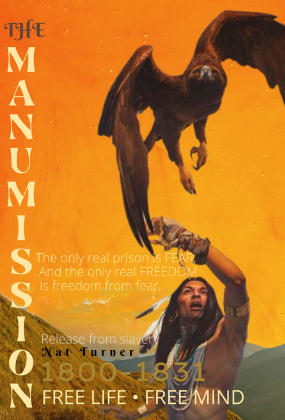 THE
MANUMISSION
The only real prison is FEAR,
And the only real FREEDOM
Is freedom from fear.
Release from slavery
Nat Turner
1800-1831
FREE LIFE • FREE MIND